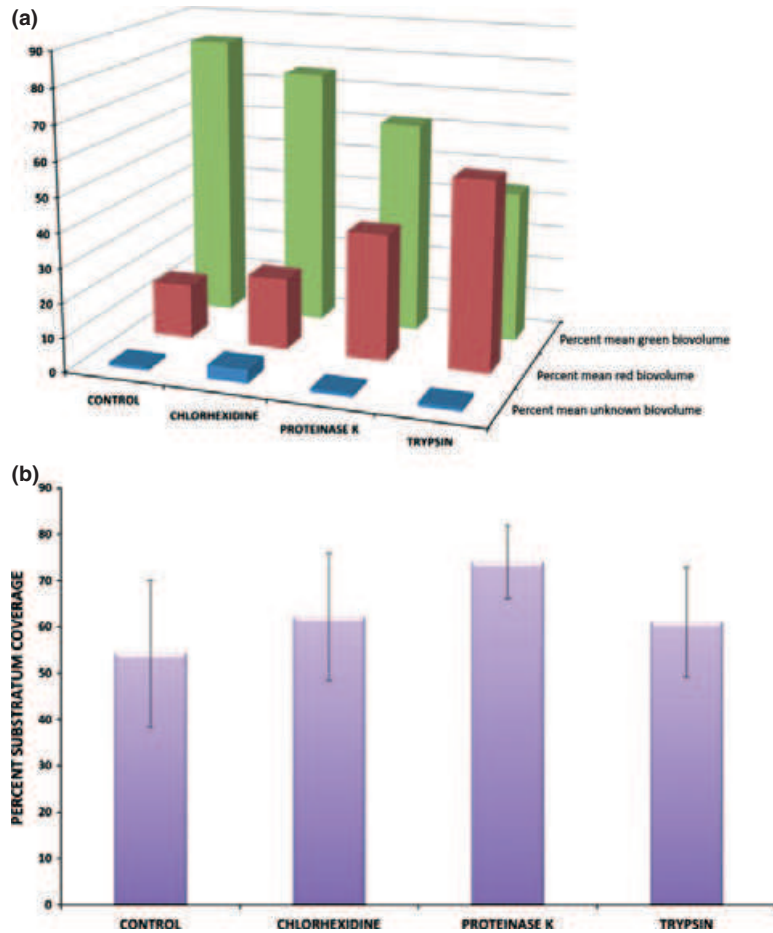 (a)
90
80
70
60
50
40
30
20
10
0
CONTROL
CHLORHEXIDINE
PROTEINASE K
TRYPSIN
Percent mean green biovolume
Percent mean red biovolume
Percent mean unknown biovolume
(b)
PERCENT SUBSTRATUM COVERAGE
90
80
70
60
50
40
30
20
10
0
CONTROL
CHLORHEXIDINE
PROTEINASE K
TRYPSIN